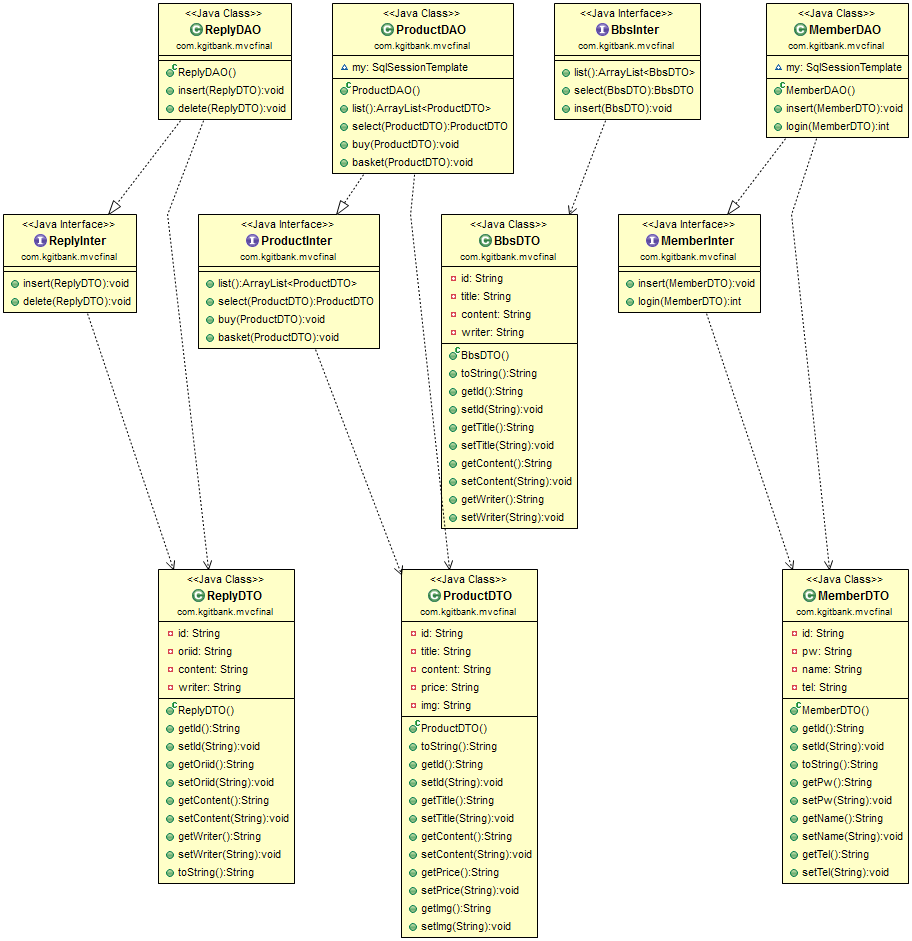 <<Java Class>>
ReplyDAO
com.kgitbank.mvcfinal
ReplyDAO()
insert(ReplyDTO):void
delete(ReplyDTO):void
<<Java Class>>
ProductDAO
com.kgitbank.mvcfinal
my: SqlSessionTemplate
ProductDAO()
list():ArrayList<ProductDTO>
select(ProductDTO):ProductDTO
buy(ProductDTO):void
basket(ProductDTO):void
<<Java Interface>>
BbsInter
com.kgitbank.mvcfinal
list():ArrayList<BbsDTO>
select(BbsDTO):BbsDTO
insert(BbsDTO):void
<<Java Class>>
MemberDAO
com.kgitbank.mvcfinal
my: SqlSessionTemplate
MemberDAO()
insert(MemberDTO):void
login(MemberDTO):int
<<Java Interface>>
ReplyInter
com.kgitbank.mvcfinal
insert(ReplyDTO):void
delete(ReplyDTO):void
<<Java Interface>>
ProductInter
com.kgitbank.mvcfinal
list():ArrayList<ProductDTO>
select(ProductDTO):ProductDTO
buy(ProductDTO):void
basket(ProductDTO):void
<<Java Class>>
BbsDTO
com.kgitbank.mvcfinal
id: String
title: String
content: String
writer: String
BbsDTO()
toString():String
getId():String
setId(String):void
getTitle():String
setTitle(String):void
getContent():String
setContent(String):void
getWriter():String
setWriter(String):void
<<Java Interface>>
MemberInter
com.kgitbank.mvcfinal
insert(MemberDTO):void
login(MemberDTO):int
<<Java Class>>
ReplyDTO
com.kgitbank.mvcfinal
id: String
oriid: String
content: String
writer: String
ReplyDTO()
getId():String
setId(String):void
getOriid():String
setOriid(String):void
getContent():String
setContent(String):void
getWriter():String
setWriter(String):void
toString():String
<<Java Class>>
ProductDTO
com.kgitbank.mvcfinal
id: String
title: String
content: String
price: String
img: String
ProductDTO()
toString():String
getId():String
setId(String):void
getTitle():String
setTitle(String):void
getContent():String
setContent(String):void
getPrice():String
setPrice(String):void
getImg():String
setImg(String):void
<<Java Class>>
MemberDTO
com.kgitbank.mvcfinal
id: String
pw: String
name: String
tel: String
MemberDTO()
getId():String
setId(String):void
toString():String
getPw():String
setPw(String):void
getName():String
setName(String):void
getTel():String
setTel(String):void